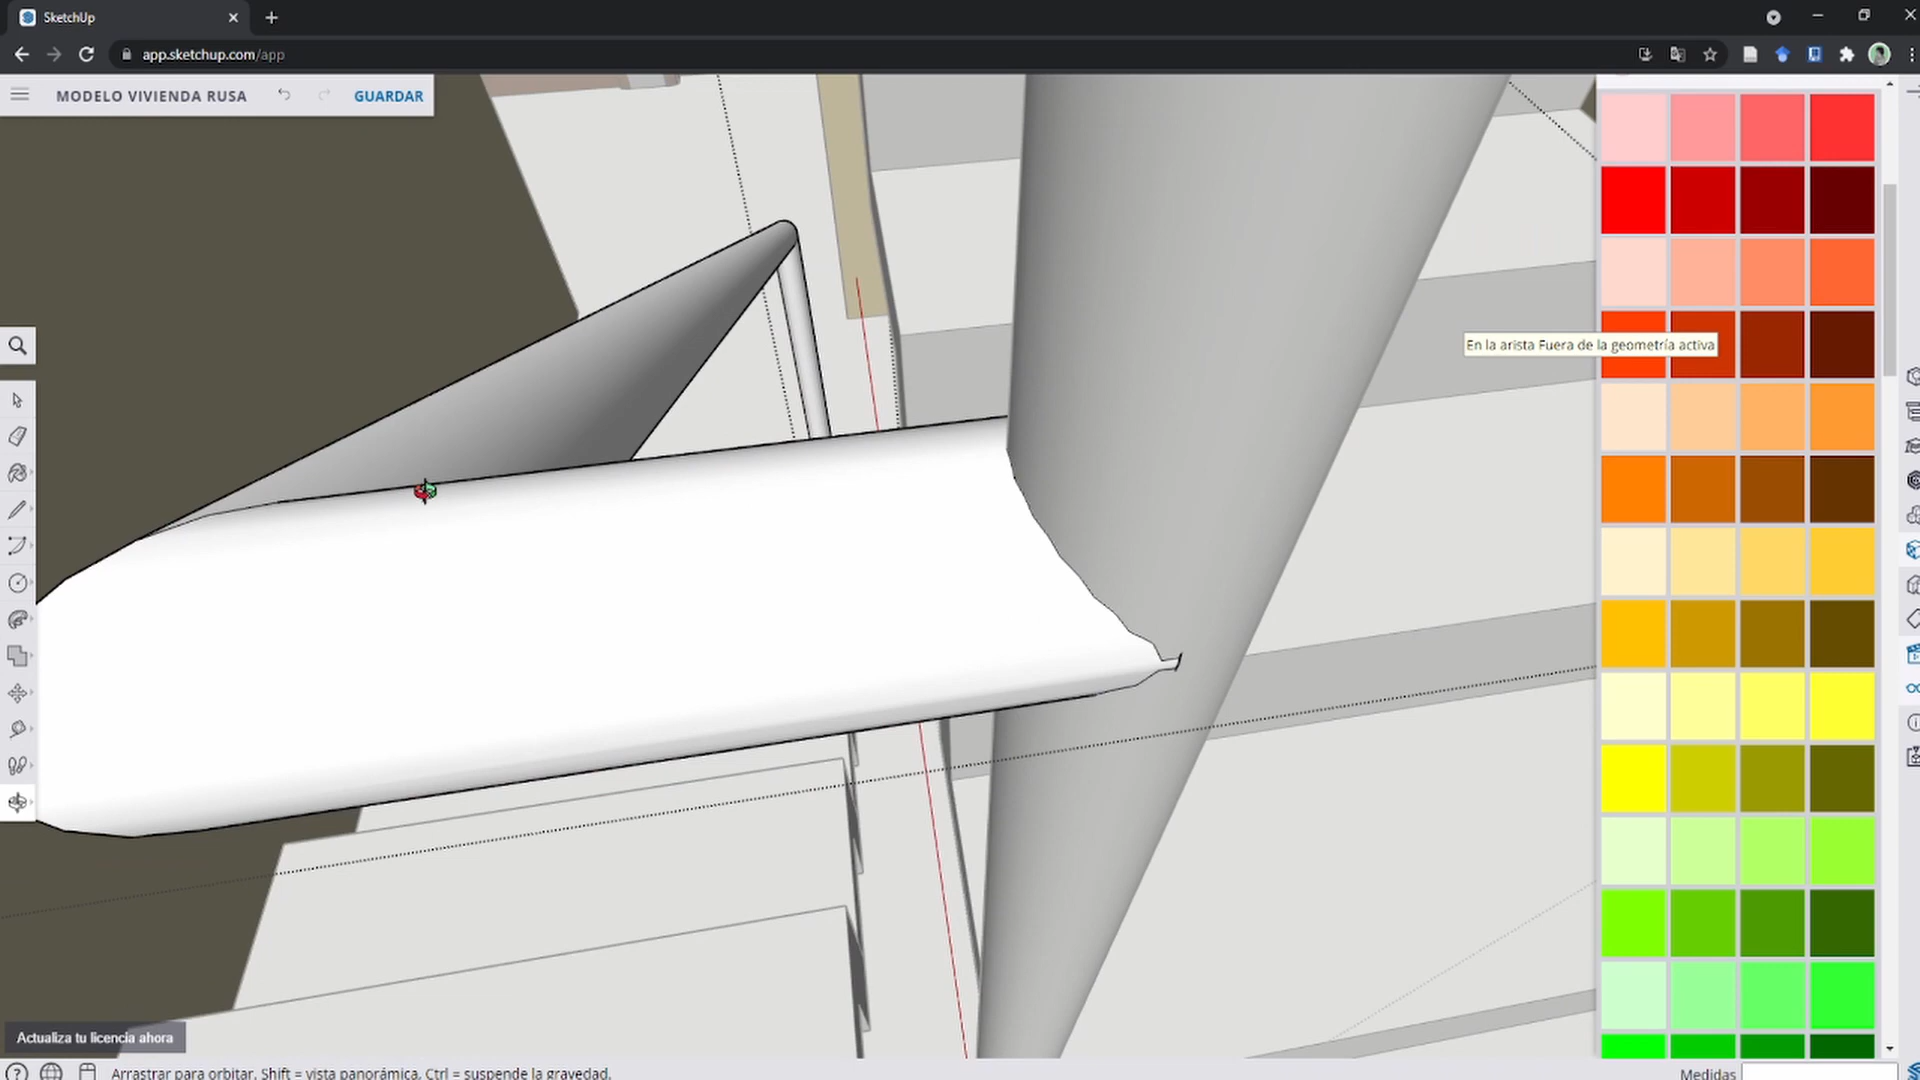 SketchUp
app.sketchup.com/app
MODELO VIVIENDA RUSA
GUARDAR
En la arista Fuera de la geometría activa
Actualiza tu licencia ahora
Arrastrar para orbitar. Shift = vista panorámica. Ctrl = suspende la gravedad.
Medidas